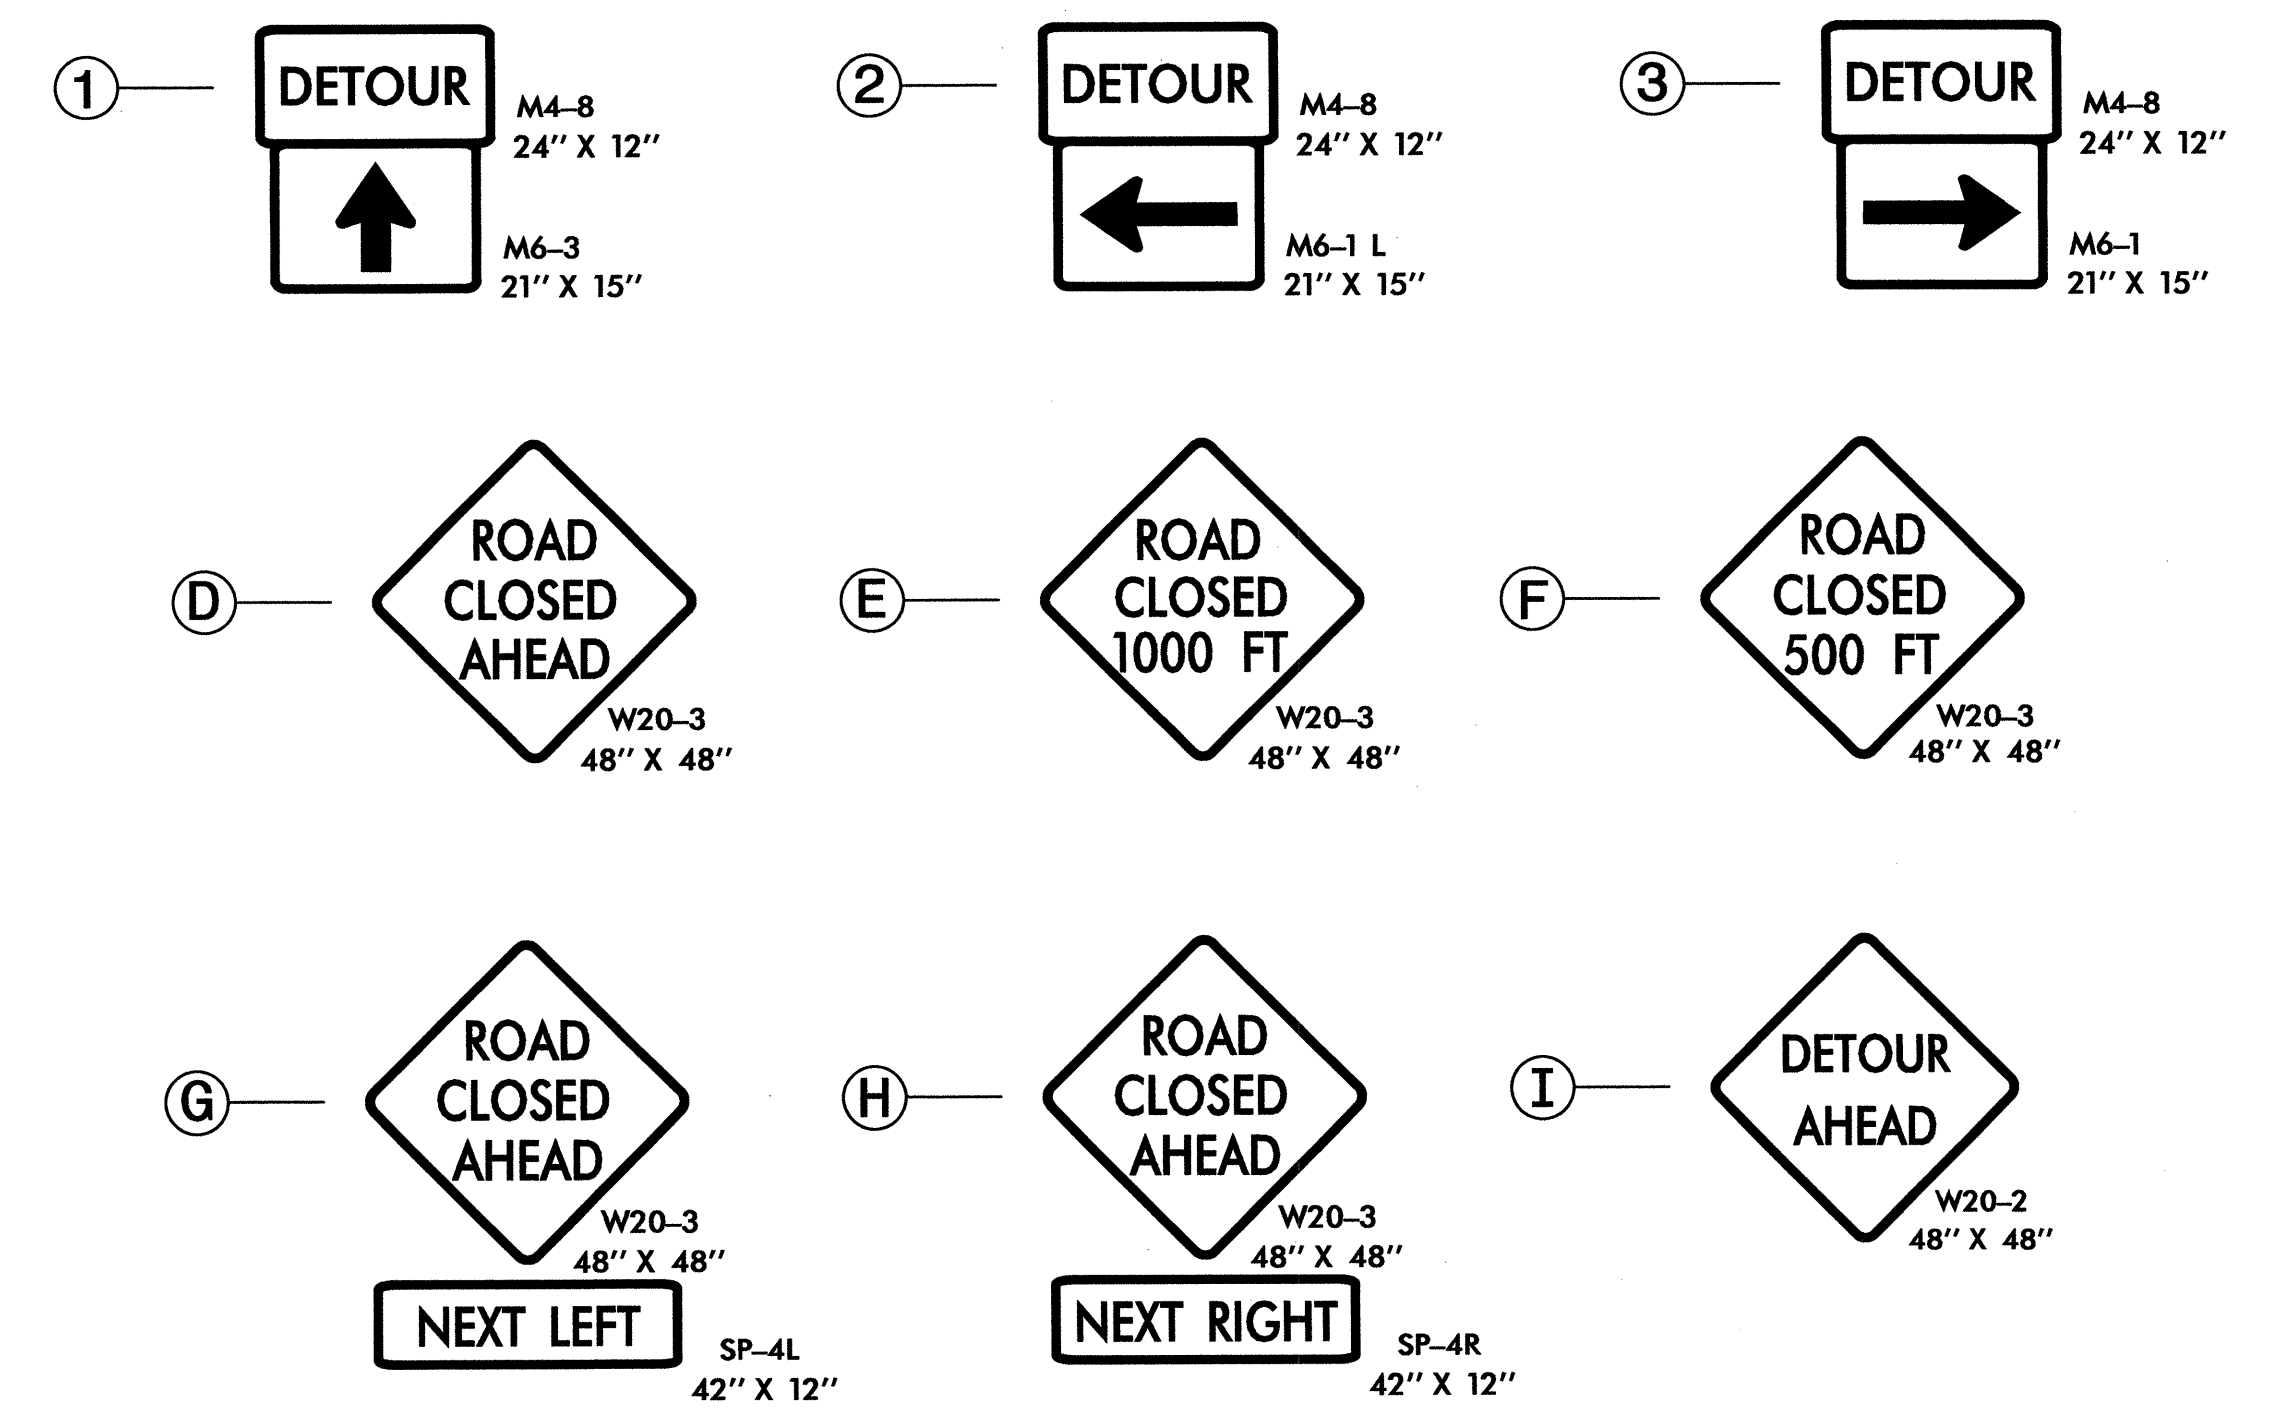 1
DETOUR
M4-8
24" X 12"
M6-3
21" X 15"
2
DETOUR
M4-8
24" X 12"
M6-1 L
21" X 15"
3
DETOUR
M4-8
24" X 12"
M6-1
21" X 15"
D
ROAD
CLOSED
AHEAD
W20-3
48" X 48"
E
ROAD
CLOSED
1000 FT
W20-3
48" X 48"
F
ROAD
CLOSED
500 FT
W20-3
48" X 48"
G
ROAD
CLOSED
AHEAD
W20-3
48" X 48"
NEXT LEFT
SP-4L
42" X 12"
H
ROAD
CLOSED
AHEAD
W20-3
48" X 48"
NEXT RIGHT
SP-4R
42" X 12"
I
DETOUR
AHEAD
W20-2
48" X 48"